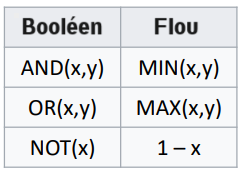 Booléen Flou
AND(x,y) MIN(x,y)
OR(x,y) MAX(x,y)
NOT(x) 1 – x